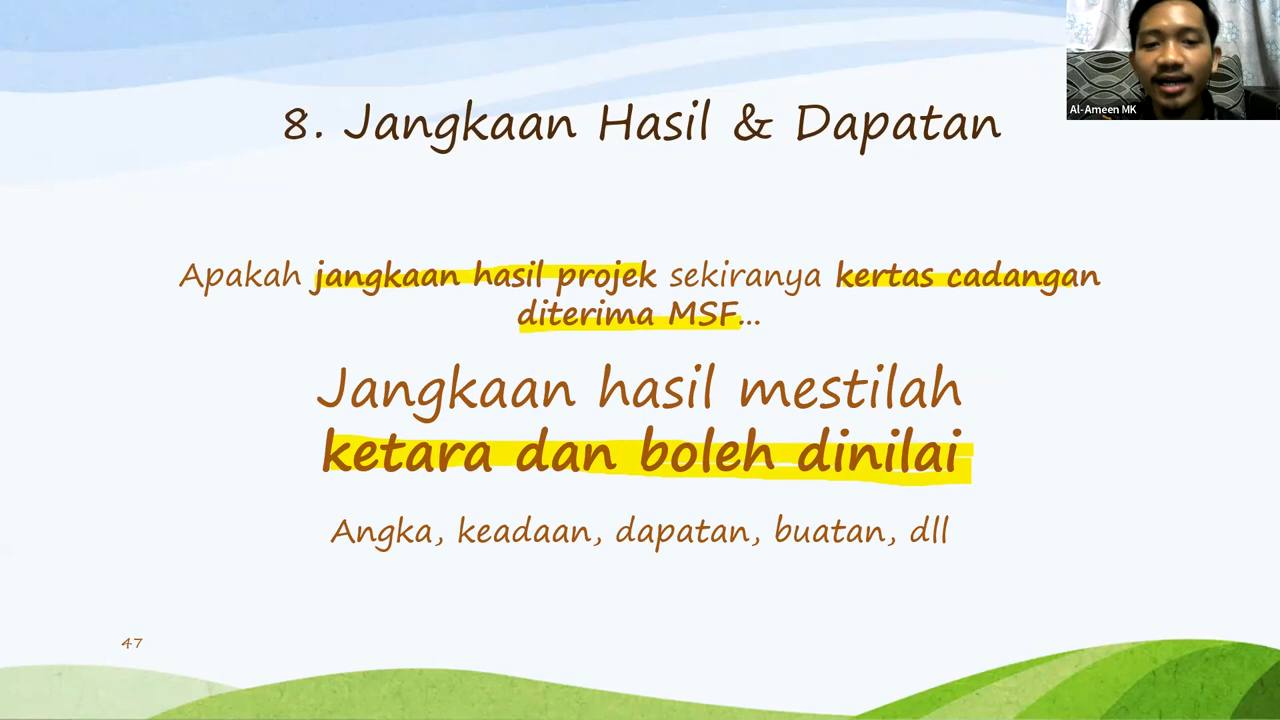 8. Jangkaan Hasil & Dapatan
Al-Ameen MK
Apakah jangkaan hasil projek sekiranya kertas cadangan
diterima MSF...
Jangkaan hasil mestilah
ketara dan boleh dinilai
Angka, keadaan, dapatan, buatan, dll
47